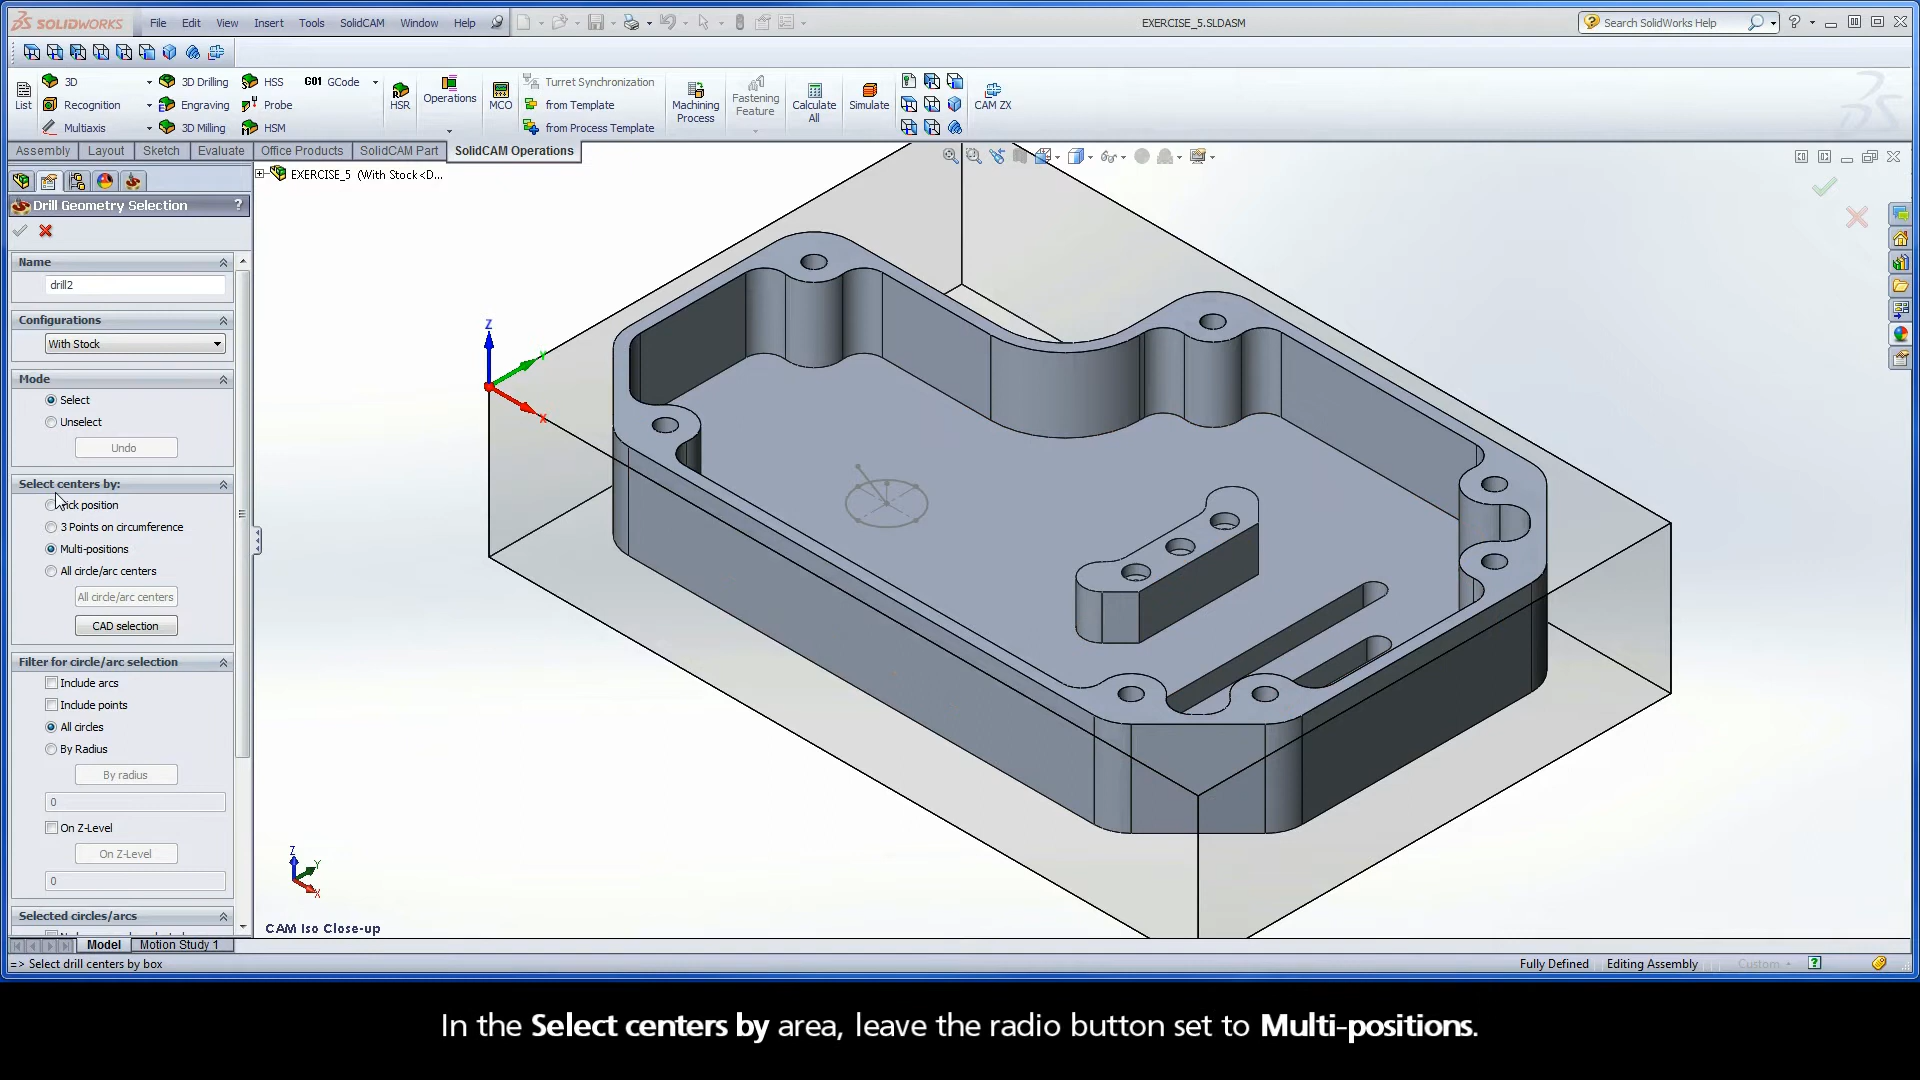 SOLIDWORKS File Edit View Insert Tools SolidCAM Window Help EXERCISE_5.SLDASM Search SolidWorks Help
3D 3D Drilling HSS G01 GCode Turret Synchronization
List Recognition Engraving Probe HSR Operations MCO from Template Machining Process Fastening Feature Calculate All Simulate CAM ZX
Multiaxis 3D Milling HSM from Process Template
Assembly Layout Sketch Evaluate Office Products SolidCAM Part SolidCAM Operations
EXERCISE_5 (With Stock<D...
Drill Geometry Selection ?
Name
drill2
Configurations
With Stock
Mode
Select
Unselect
Undo
Select centers by:
Pick position
3 Points on circumference
Multi-positions
All circle/arc centers
All circle/arc centers
CAD selection
Filter for circle/arc selection
Include arcs
Include points
All circles
By Radius
By radius
0
On Z-Level
On Z-Level
0
Selected circles/arcs
Z
Y
X
Z
Y
X
CAM Iso Close-up
Model Motion Study 1
=> Select drill centers by box Fully Defined Editing Assembly Custom
In the Select centers by area, leave the radio button set to Multi-positions.